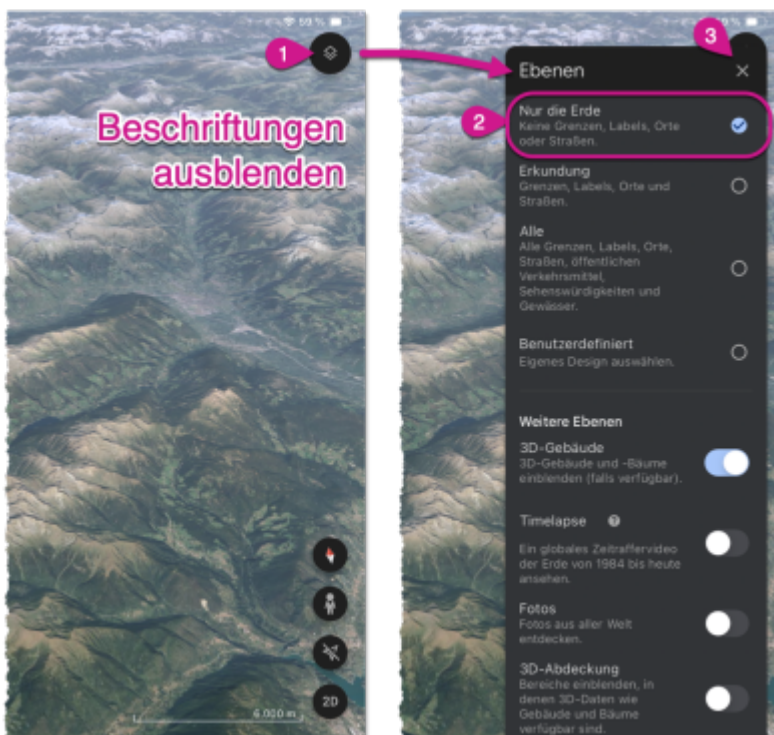 59 %
1
Beschriftungen
ausblenden
6.000 m
2D
3
Ebenen
2
Nur die Erde
Keine Grenzen, Labels, Orte
oder Straßen.
Erkundung
Grenzen, Labels, Orte und
Straßen.
Alle
Alle Grenzen, Labels, Orte,
Straßen, öffentlichen
Verkehrsmittel,
Sehenswürdigkeiten und
Gewässer.
Benutzerdefiniert
Eigenes Design auswählen.
Weitere Ebenen
3D-Gebäude
3D-Gebäude und -Bäume
einblenden (falls verfügbar).
Timelapse
Ein globales Zeitraffervideo
der Erde von 1984 bis heute
ansehen.
Fotos
Fotos aus aller Welt
entdecken.
3D-Abdeckung
Bereiche einblenden, in
denen 3D-Daten wie
Gebäude und Bäume
verfügbar sind.